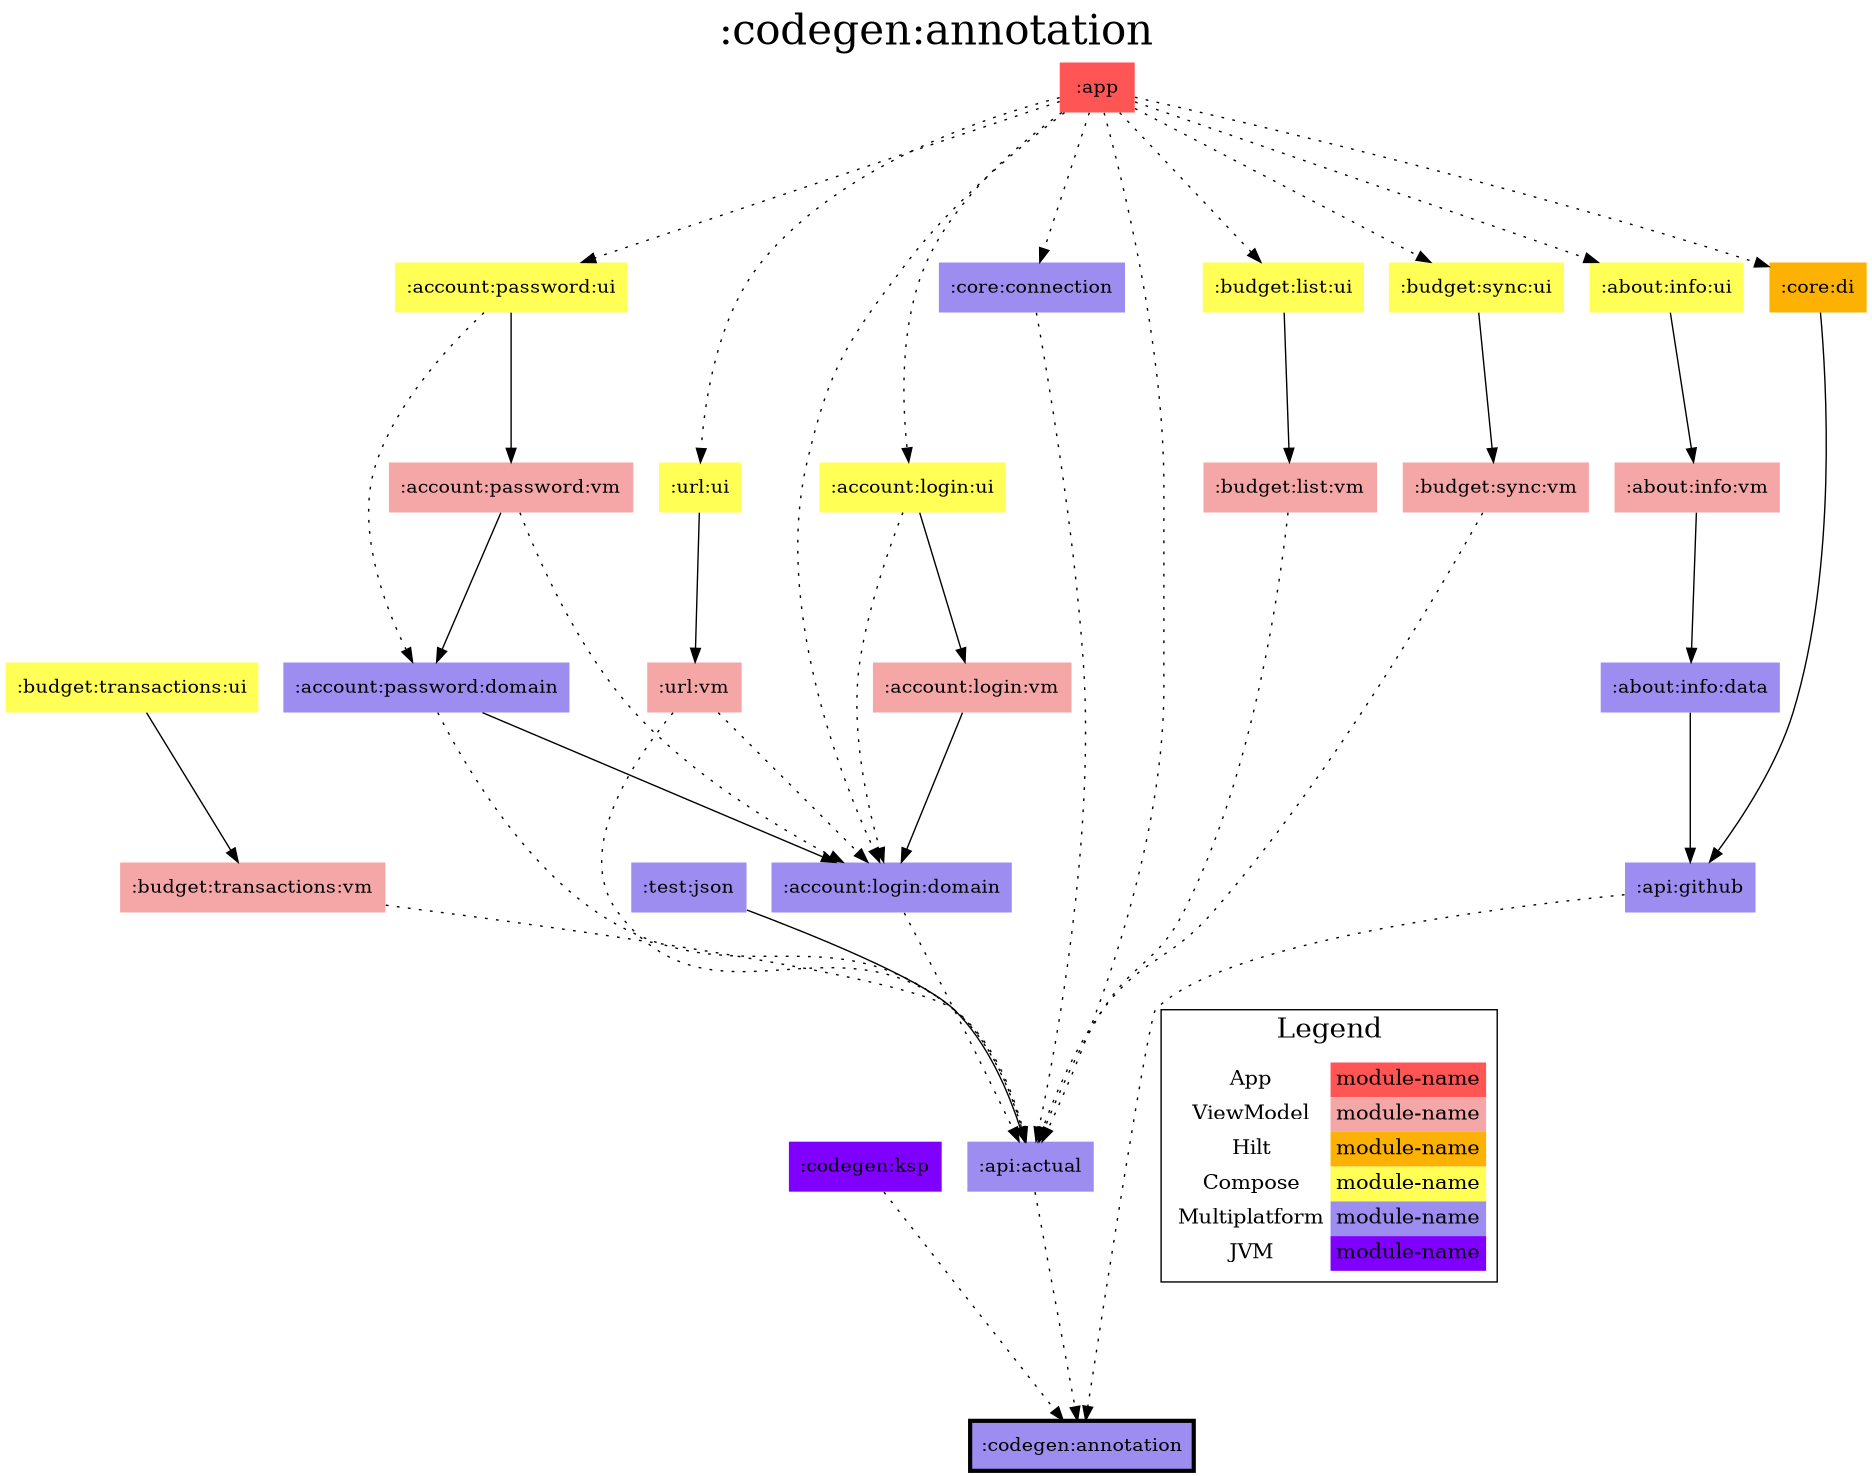 :codegen:annotation
:app
:account:password:ui
:core:connection
:budget:list:ui
:budget:sync:ui
:about:info:ui
:core:di
:account:password:vm
:url:ui
:account:login:ui
:budget:list:vm
:budget:sync:vm
:about:info:vm
:budget:transactions:ui
:account:password:domain
:url:vm
:account:login:vm
:about:info:data
:budget:transactions:vm
:test:json
:account:login:domain
:api:github
Legend
App module-name
ViewModel module-name
Hilt module-name
Compose module-name
Multiplatform module-name
JVM module-name
:codegen:ksp
:api:actual
:codegen:annotation